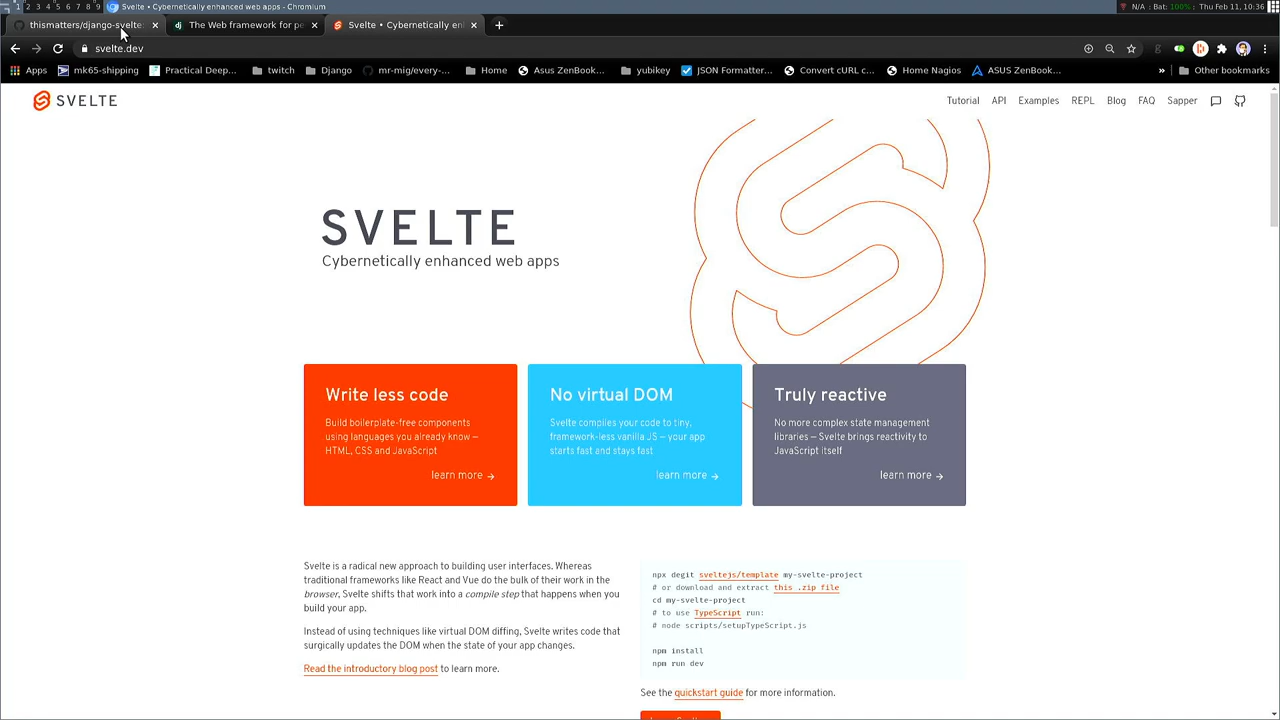 1 2 3 4 5 6 7 8 9 Svelte • Cybernetically enhanced web apps - Chromium N/A : Bat: 100% : Thu Feb 11, 10:36
thismatters/django-svelte: The Web framework for pe Svelte • Cybernetically en
svelte.dev
Apps mk65-shipping Practical Deep... twitch Django mr-mig/every-... Home Asus ZenBook... yubikey JSON Formatter... Convert cURL c... Home Nagios ASUS ZenBook... » Other bookmarks
SVELTE Tutorial API Examples REPL Blog FAQ Sapper
SVELTE
Cybernetically enhanced web apps
Write less code
Build boilerplate-free components
using languages you already know —
HTML, CSS and JavaScript
learn more →
No virtual DOM
Svelte compiles your code to tiny,
framework-less vanilla JS — your app
starts fast and stays fast
learn more →
Truly reactive
No more complex state management
libraries — Svelte brings reactivity to
JavaScript itself
learn more →
Svelte is a radical new approach to building user interfaces. Whereas
traditional frameworks like React and Vue do the bulk of their work in the
browser, Svelte shifts that work into a compile step that happens when you
build your app.
Instead of using techniques like virtual DOM diffing, Svelte writes code that
surgically updates the DOM when the state of your app changes.
Read the introductory blog post to learn more.
npx degit sveltejs/template my-svelte-project
# or download and extract this .zip file
cd my-svelte-project
# to use TypeScript run:
# node scripts/setupTypeScript.js
npm install
npm run dev
See the quickstart guide for more information.